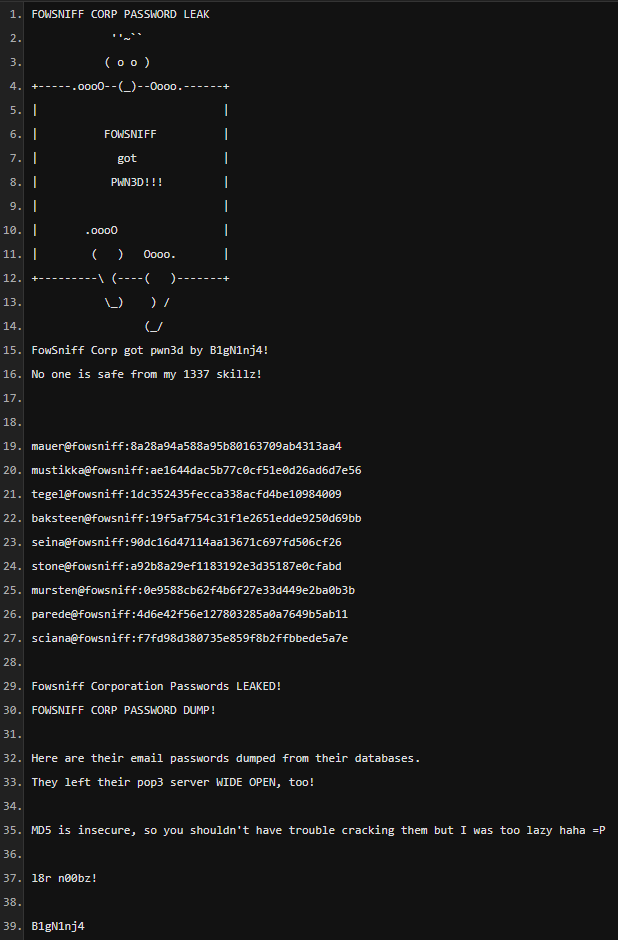 1. FOWSNIFF CORP PASSWORD LEAK
2.             ''~``
3.            ( o o )
4. +-----.oooO--(_)--Oooo.------+
5. |                            |
6. |          FOWSNIFF          |
7. |            got             |
8. |           PWN3D!!!         |
9. |                            |
10. |       .oooO                |
11. |        (   )   Oooo.       |
12. +---------\ (----(   )-------+
13.            \_)    ) /
14.                  (_/
15. FowSniff Corp got pwn3d by B1gN1nj4!
16. No one is safe from my 1337 skillz!
17.
18.
19. mauer@fowsniff:8a28a94a588a95b80163709ab4313aa4
20. mustikka@fowsniff:ae1644dac5b77c0cf51e0d26ad6d7e56
21. tegel@fowsniff:1dc352435fecca338acfd4be10984009
22. baksteen@fowsniff:19f5af754c31f1e2651edde9250d69bb
23. seina@fowsniff:90dc16d47114aa13671c697fd506cf26
24. stone@fowsniff:a92b8a29ef1183192e3d35187e0cfabd
25. mursten@fowsniff:0e9588cb62f4b6f27e33d449e2ba0b3b
26. parede@fowsniff:4d6e42f56e127803285a0a7649b5ab11
27. sciana@fowsniff:f7fd98d380735e859f8b2ffbbede5a7e
28.
29. Fowsniff Corporation Passwords LEAKED!
30. FOWSNIFF CORP PASSWORD DUMP!
31.
32. Here are their email passwords dumped from their databases.
33. They left their pop3 server WIDE OPEN, too!
34.
35. MD5 is insecure, so you shouldn't have trouble cracking them but I was too lazy haha =P
36.
37. l8r n00bz!
38.
39. B1gN1nj4